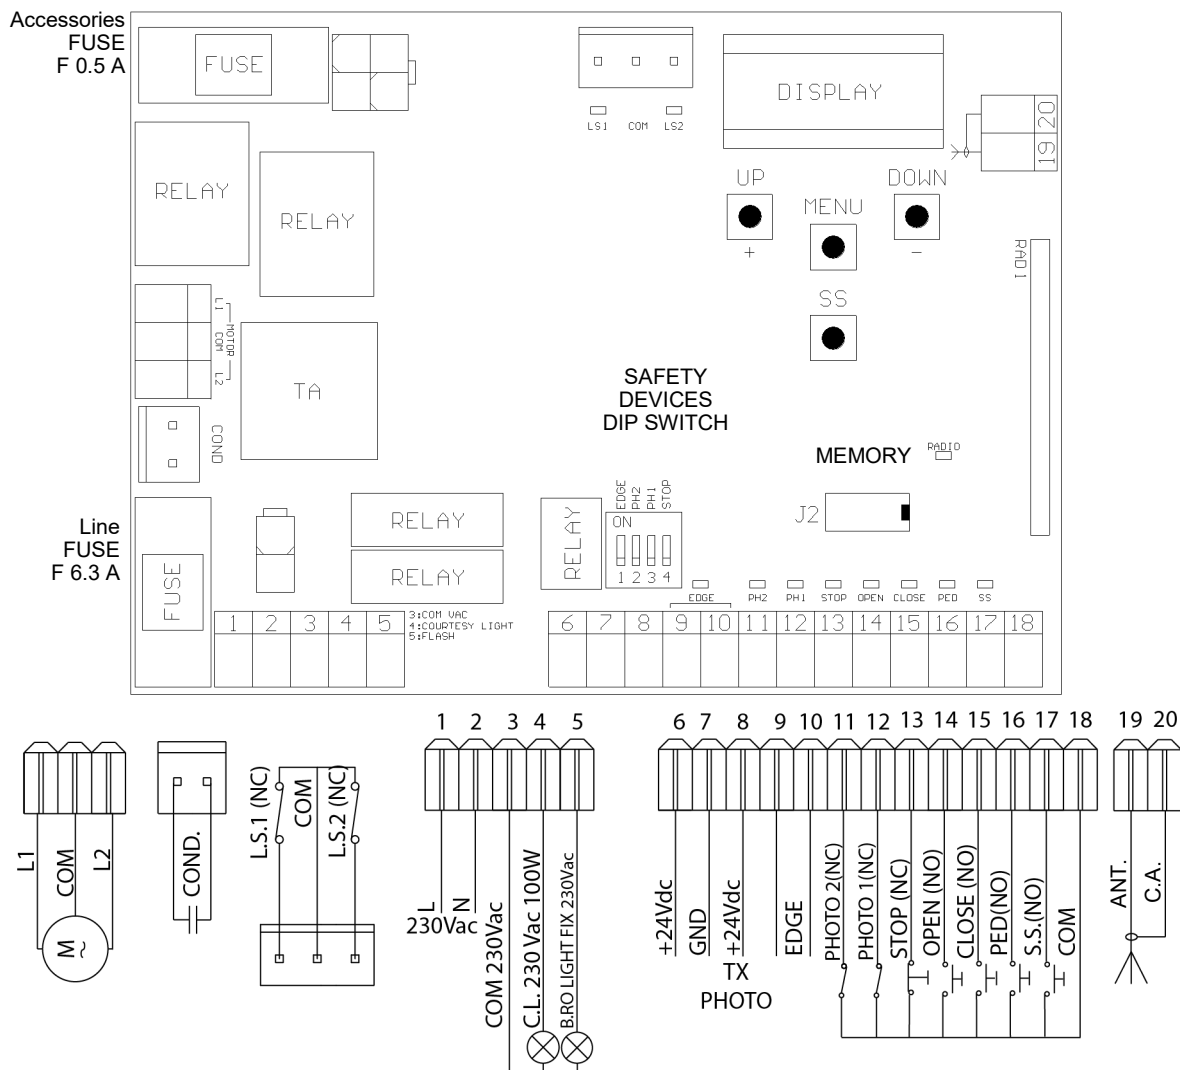 Accessories
FUSE
F 0.5 A
FUSE
LS1 COM LS2
DISPLAY
19 20
UP
DOWN
MENU
+
-
SS
RELAY
RELAY
RADI
L1
MOTOR
COM
L2
TA
COND
SAFETY
DEVICES
DIP SWITCH
MEMORY
RADIO
J2
Line
FUSE
F 6.3 A
FUSE
RELAY
RELAY
RELAY
EDGE
PH2
PH1
STOP
ON
1 2 3 4
EDGE PH2 PH1 STOP OPEN CLOSE PED SS
1 2 3 4 5
3:COM VAC
4:COURTESY LIGHT
5:FLASH
6 7 8 9 10 11 12 13 14 15 16 17 18
L1
COM
L2
M
~
COND.
L.S.1 (NC)
COM
L.S.2 (NC)
1 2 3 4 5
L
N
230Vac
COM 230Vac
C.L. 230 Vac 100W
B.RO LIGHT FIX 230Vac
6 7 8 9 10 11 12 13 14 15 16 17 18
+24Vdc
GND
+24Vdc
TX
PHOTO
EDGE
PHOTO 2(NC)
PHOTO 1(NC)
STOP (NC)
OPEN (NO)
CLOSE (NO)
PED(NO)
S.S.(NO)
COM
19 20
ANT.
C.A.